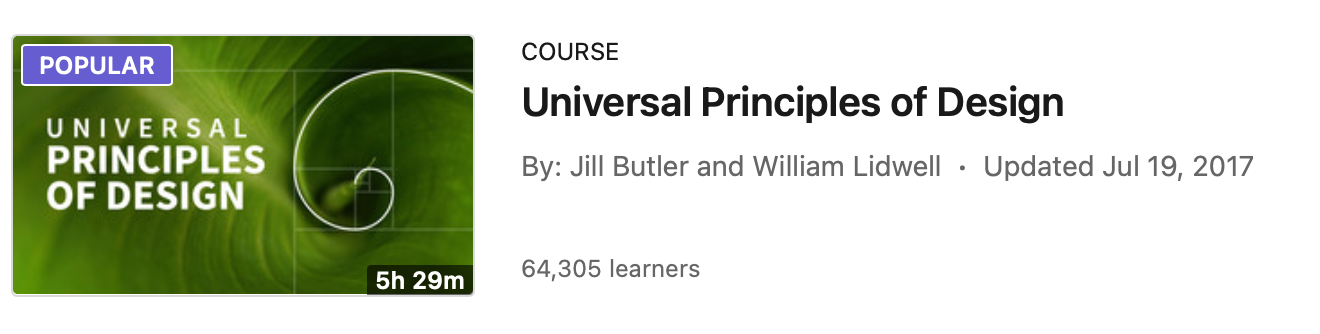 POPULAR
UNIVERSAL
PRINCIPLES
OF DESIGN
5h 29m
COURSE
Universal Principles of Design
By: Jill Butler and William Lidwell • Updated Jul 19, 2017
64,305 learners